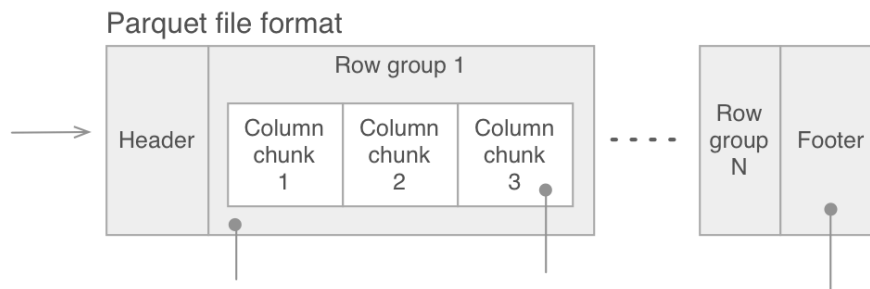 Parquet file format
Header
Row group 1
Column
chunk
1
Column
chunk
2
Column
chunk
3
Row
group
N
Footer